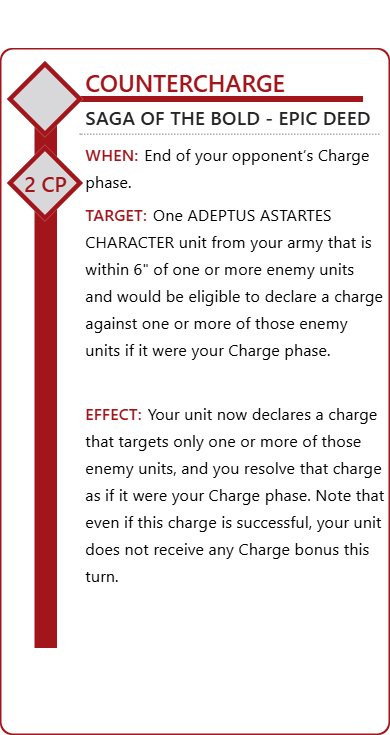 COUNTERCHARGE
SAGA OF THE BOLD - EPIC DEED
WHEN: End of your opponent’s Charge
phase.
2 CP
TARGET: One ADEPTUS ASTARTES
CHARACTER unit from your army that is
within 6" of one or more enemy units
and would be eligible to declare a charge
against one or more of those enemy
units if it were your Charge phase.
EFFECT: Your unit now declares a charge
that targets only one or more of those
enemy units, and you resolve that charge
as if it were your Charge phase. Note that
even if this charge is successful, your unit
does not receive any Charge bonus this
turn.